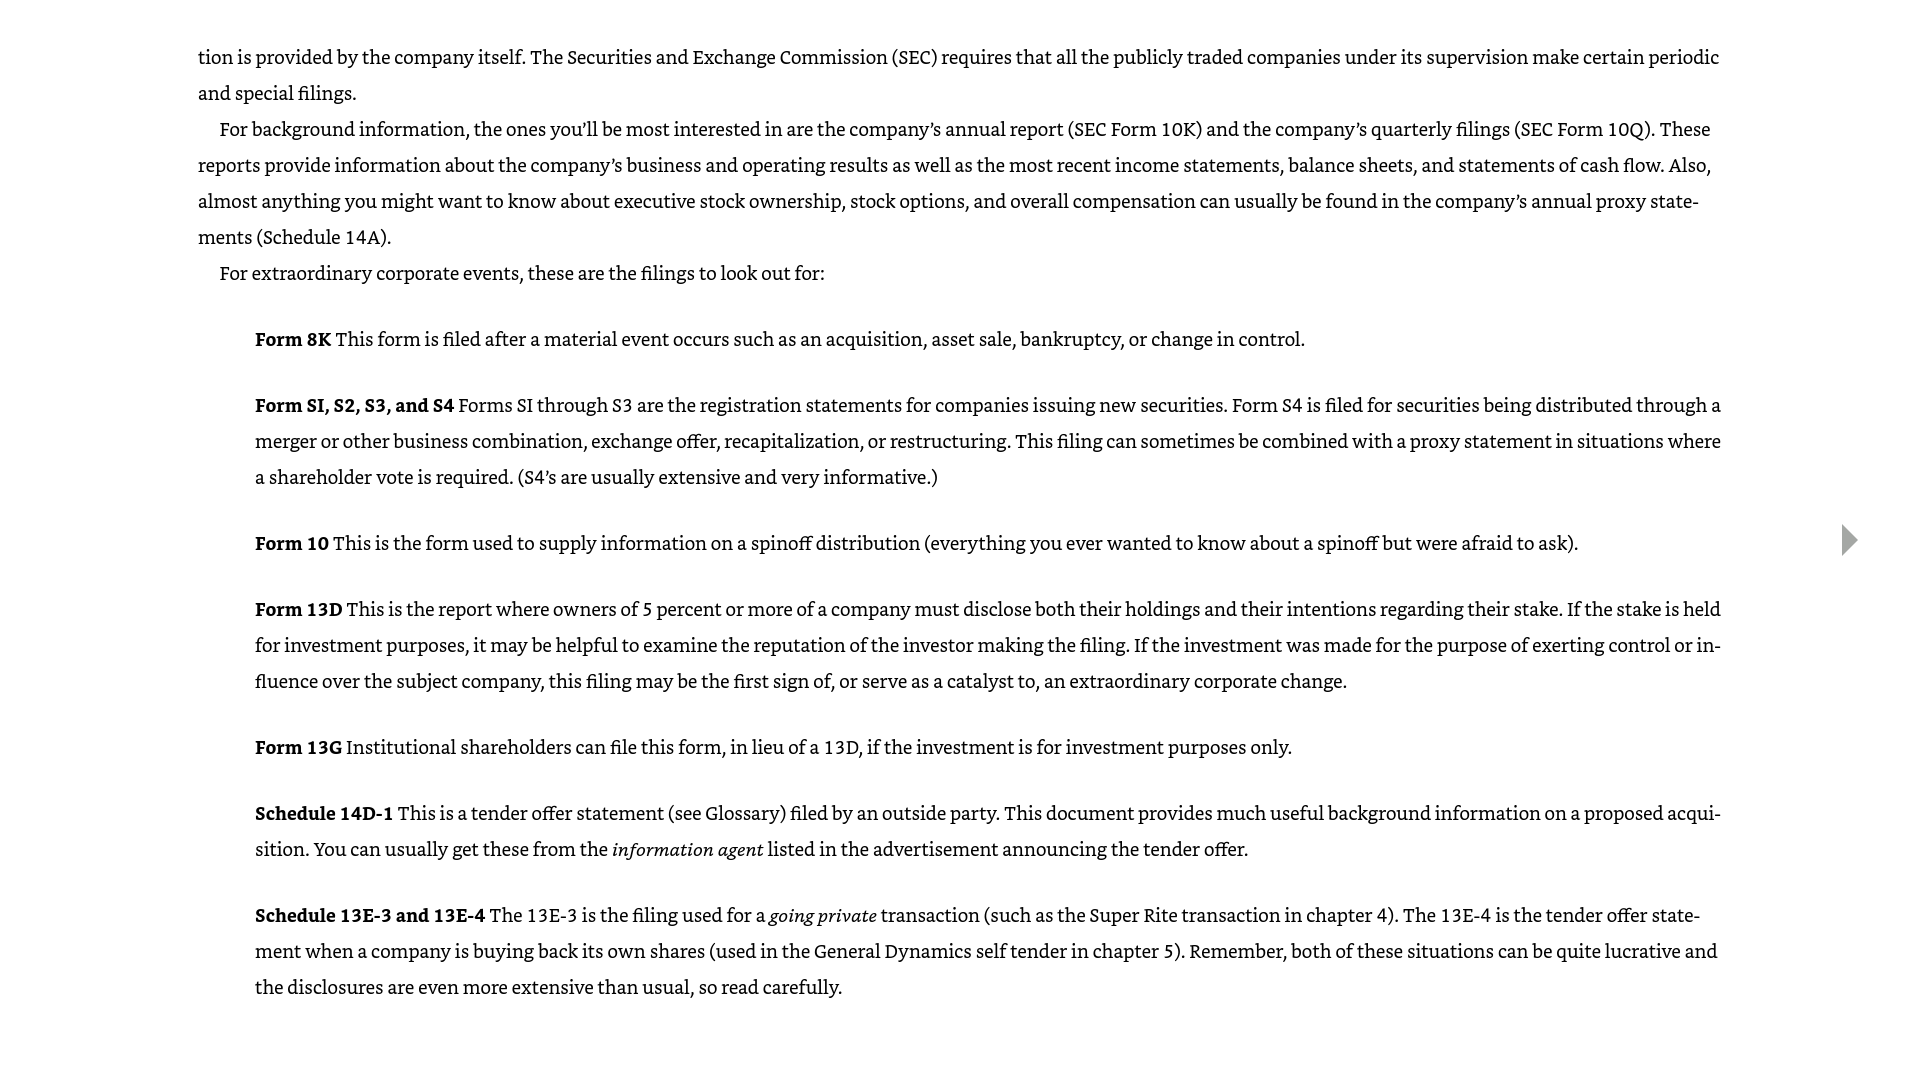 tion is provided by the company itself. The Securities and Exchange Commission (SEC) requires that all the publicly traded companies under its supervision make certain periodic
and special filings.
For background information, the ones you’ll be most interested in are the company’s annual report (SEC Form 10K) and the company’s quarterly filings (SEC Form 10Q). These
reports provide information about the company’s business and operating results as well as the most recent income statements, balance sheets, and statements of cash flow. Also,
almost anything you might want to know about executive stock ownership, stock options, and overall compensation can usually be found in the company’s annual proxy state-
ments (Schedule 14A).
For extraordinary corporate events, these are the filings to look out for:
Form 8K This form is filed after a material event occurs such as an acquisition, asset sale, bankruptcy, or change in control.
Form SI, S2, S3, and S4 Forms SI through S3 are the registration statements for companies issuing new securities. Form S4 is filed for securities being distributed through a
merger or other business combination, exchange offer, recapitalization, or restructuring. This filing can sometimes be combined with a proxy statement in situations where
a shareholder vote is required. (S4’s are usually extensive and very informative.)
Form 10 This is the form used to supply information on a spinoff distribution (everything you ever wanted to know about a spinoff but were afraid to ask).
Form 13D This is the report where owners of 5 percent or more of a company must disclose both their holdings and their intentions regarding their stake. If the stake is held
for investment purposes, it may be helpful to examine the reputation of the investor making the filing. If the investment was made for the purpose of exerting control or in-
fluence over the subject company, this filing may be the first sign of, or serve as a catalyst to, an extraordinary corporate change.
Form 13G Institutional shareholders can file this form, in lieu of a 13D, if the investment is for investment purposes only.
Schedule 14D-1 This is a tender offer statement (see Glossary) filed by an outside party. This document provides much useful background information on a proposed acqui-
sition. You can usually get these from the information agent listed in the advertisement announcing the tender offer.
Schedule 13E-3 and 13E-4 The 13E-3 is the filing used for a going private transaction (such as the Super Rite transaction in chapter 4). The 13E-4 is the tender offer state-
ment when a company is buying back its own shares (used in the General Dynamics self tender in chapter 5). Remember, both of these situations can be quite lucrative and
the disclosures are even more extensive than usual, so read carefully.